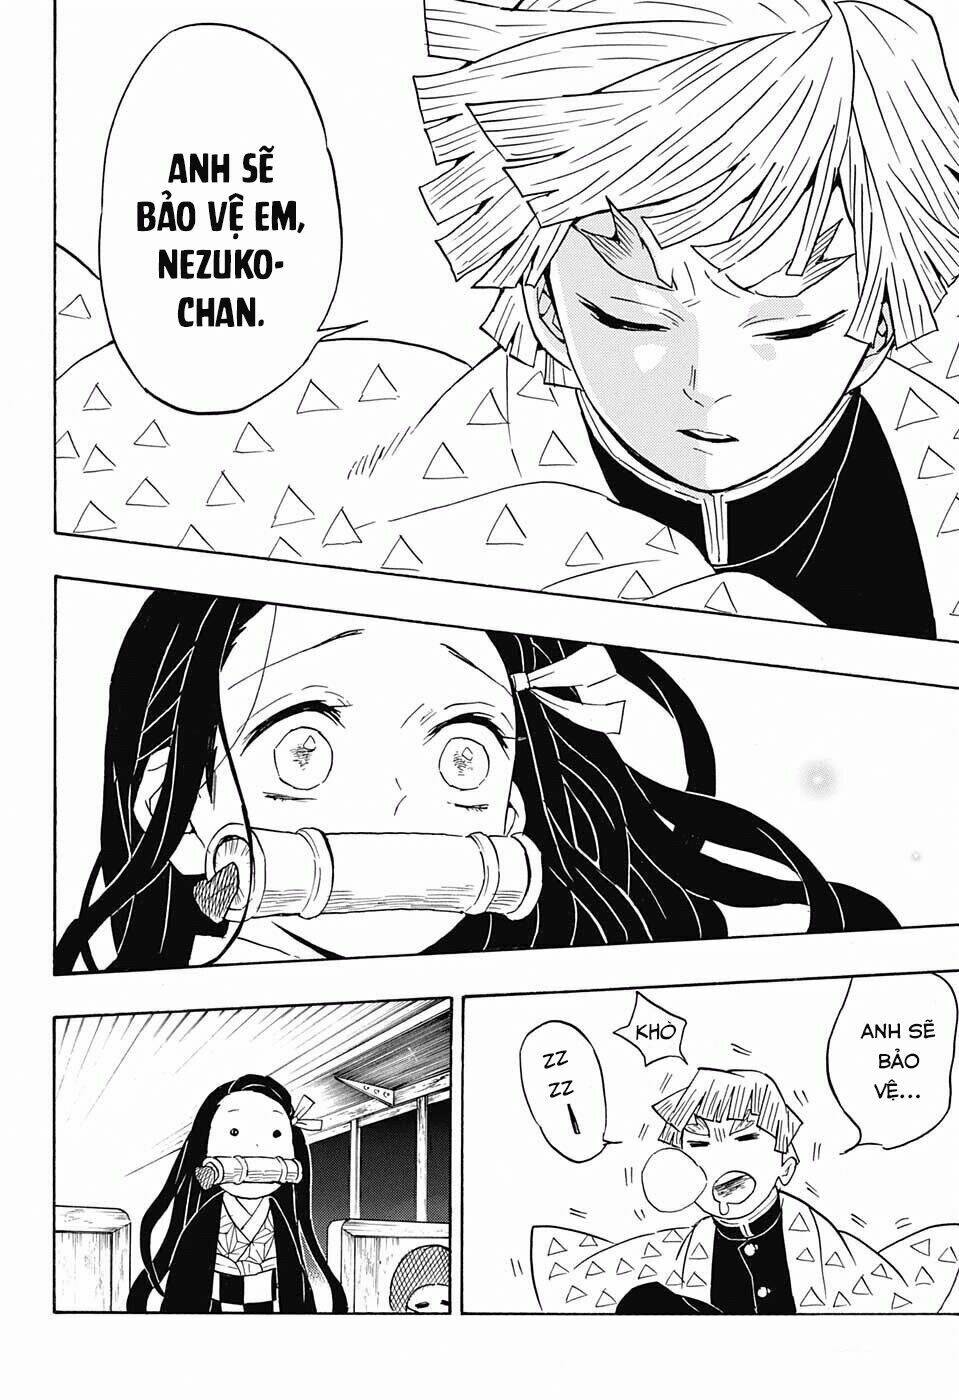 ANH SẼ
BẢO VỆ EM,
NEZUKO-
CHAN.
ANH SẼ
BẢO
VỆ...
KHÒ
ZZ
ZZ